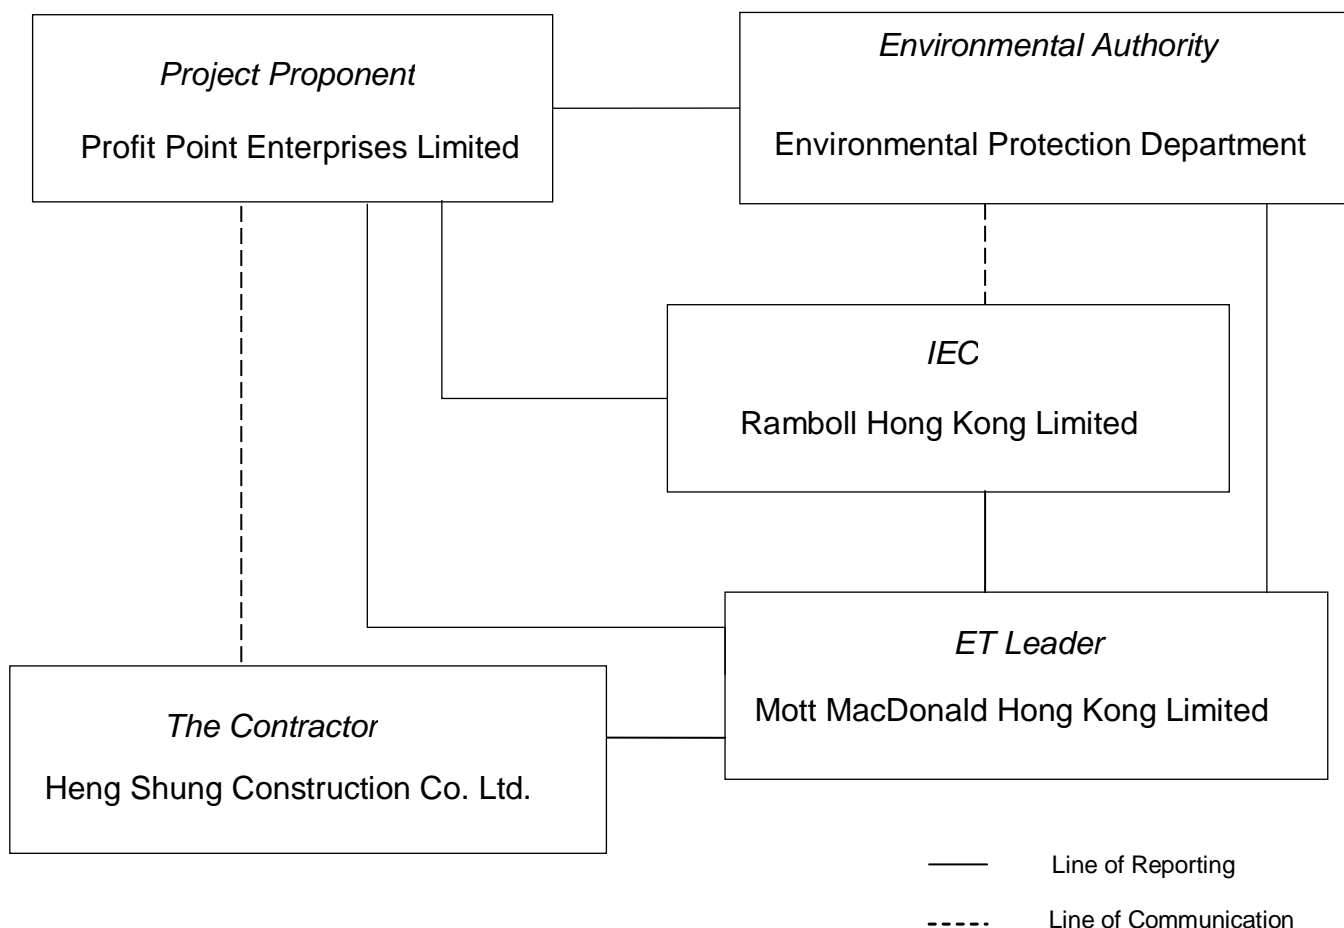 Project Proponent
Profit Point Enterprises Limited
Environmental Authority
Environmental Protection Department
IEC
Ramboll Hong Kong Limited
ET Leader
Mott MacDonald Hong Kong Limited
The Contractor
Heng Shung Construction Co. Ltd.
Line of Reporting
Line of Communication